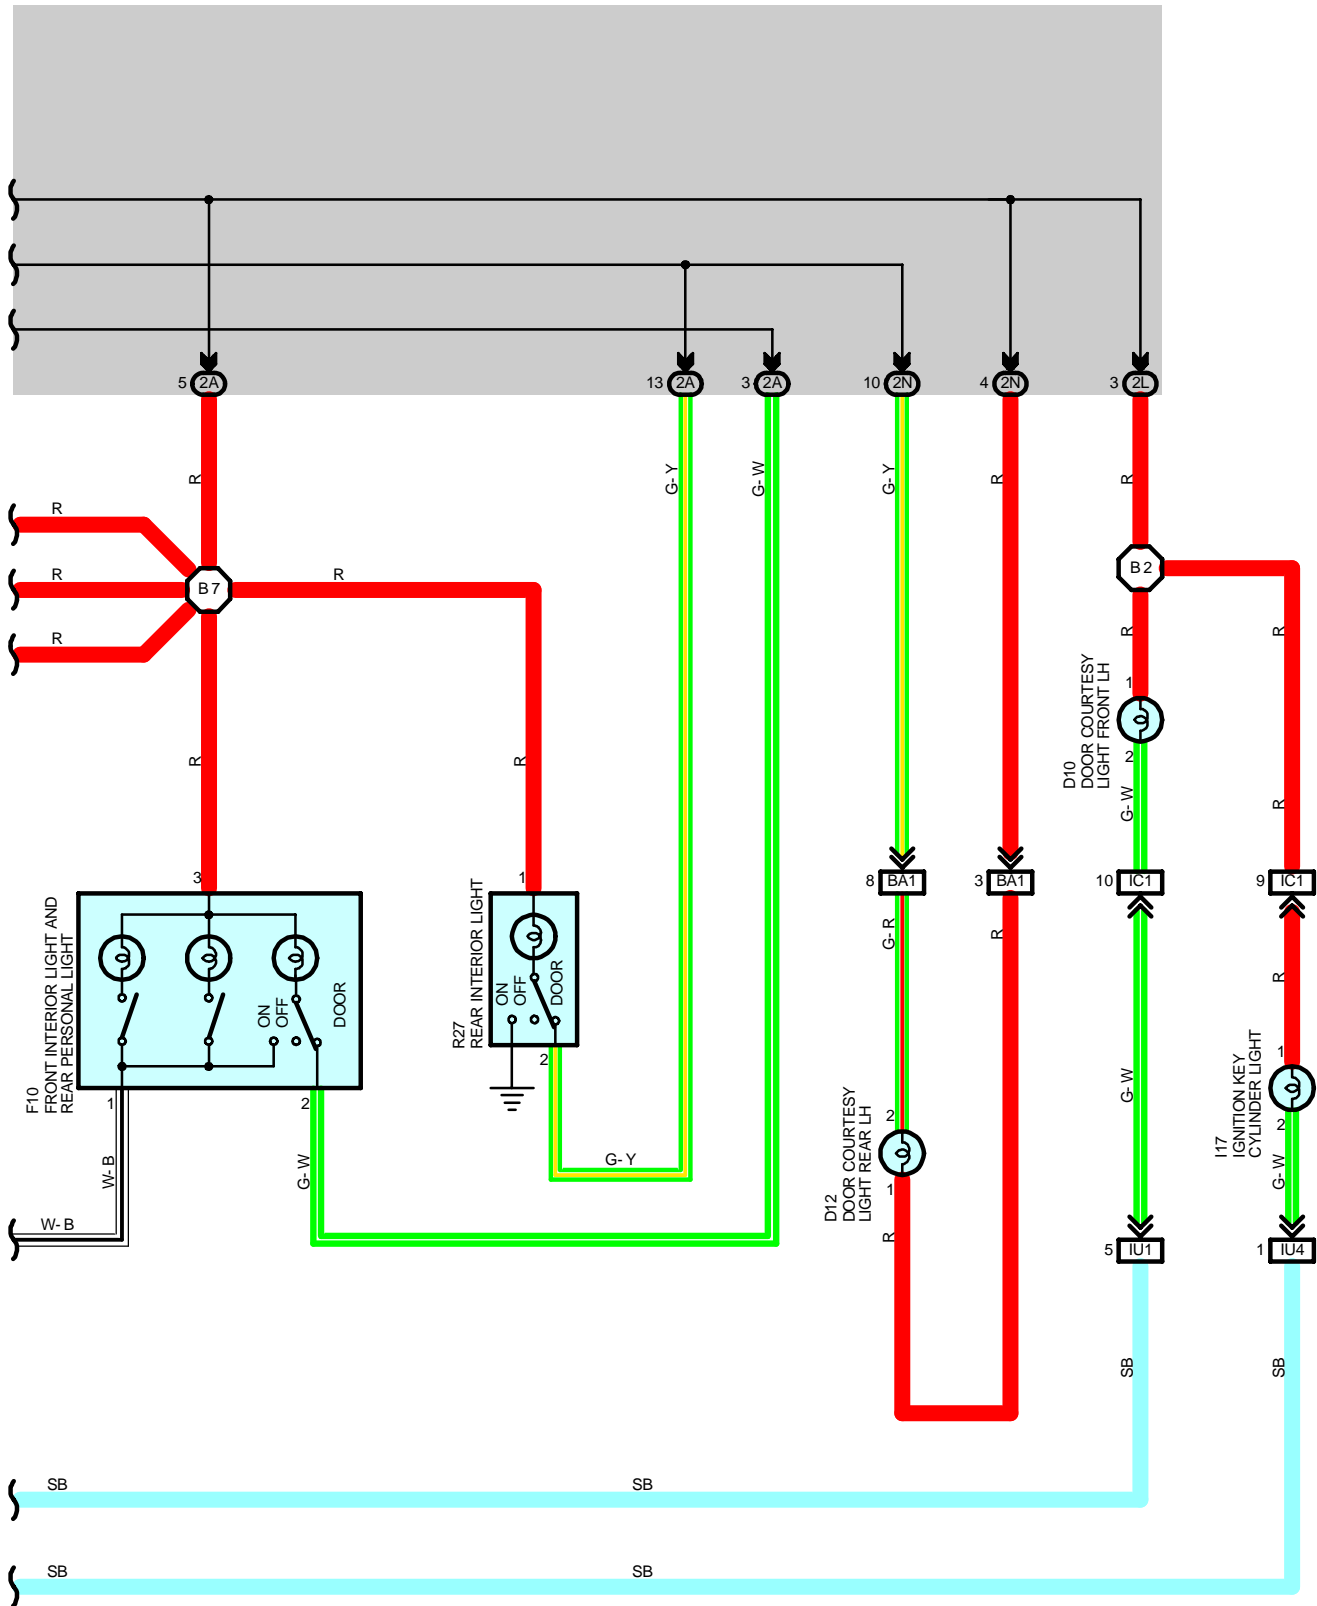 5 2A
13 2A
3 2A
10 2N
4 2N
3 2L
R
G-Y
G-W
G-Y
R
R
R
R
R
B7
R
B2
R
R
R
R
1
D10
DOOR COURTESY
LIGHT FRONT LH
2
G-W
R
3
1
8 BA1
3 BA1
10 IC1
9 IC1
F10
FRONT INTERIOR LIGHT AND
REAR PERSONAL LIGHT
ON
OFF
DOOR
R27
REAR INTERIOR LIGHT
ON
OFF
DOOR
G-R
R
R
1
2
2
1
G-W
1
I17
IGNITION KEY
CYLINDER LIGHT
2
G-W
2
D12
DOOR COURTESY
LIGHT REAR LH
1
R
W-B
G-W
G-Y
W-B
5 IU1
1 IU4
SB
SB
SB
SB
SB
SB